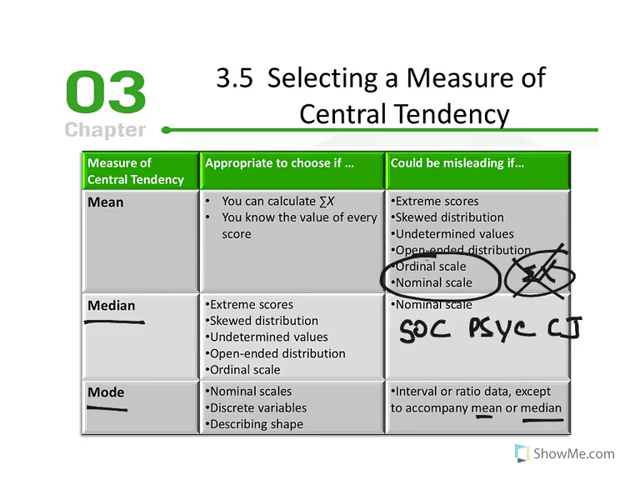 03
Chapter
3.5 Selecting a Measure of
Central Tendency
Measure of
Central Tendency
Appropriate to choose if …
Could be misleading if…
Mean
• You can calculate ∑X
• You know the value of every
score
•Extreme scores
•Skewed distribution
•Undetermined values
•Open-ended distribution
•Ordinal scale
•Nominal scale
ΣX
Median
•Extreme scores
•Skewed distribution
•Undetermined values
•Open-ended distribution
•Ordinal scale
•Nominal scale
SOC PSYC CJ
Mode
•Nominal scales
•Discrete variables
•Describing shape
•Interval or ratio data, except
to accompany mean or median
ShowMe.com